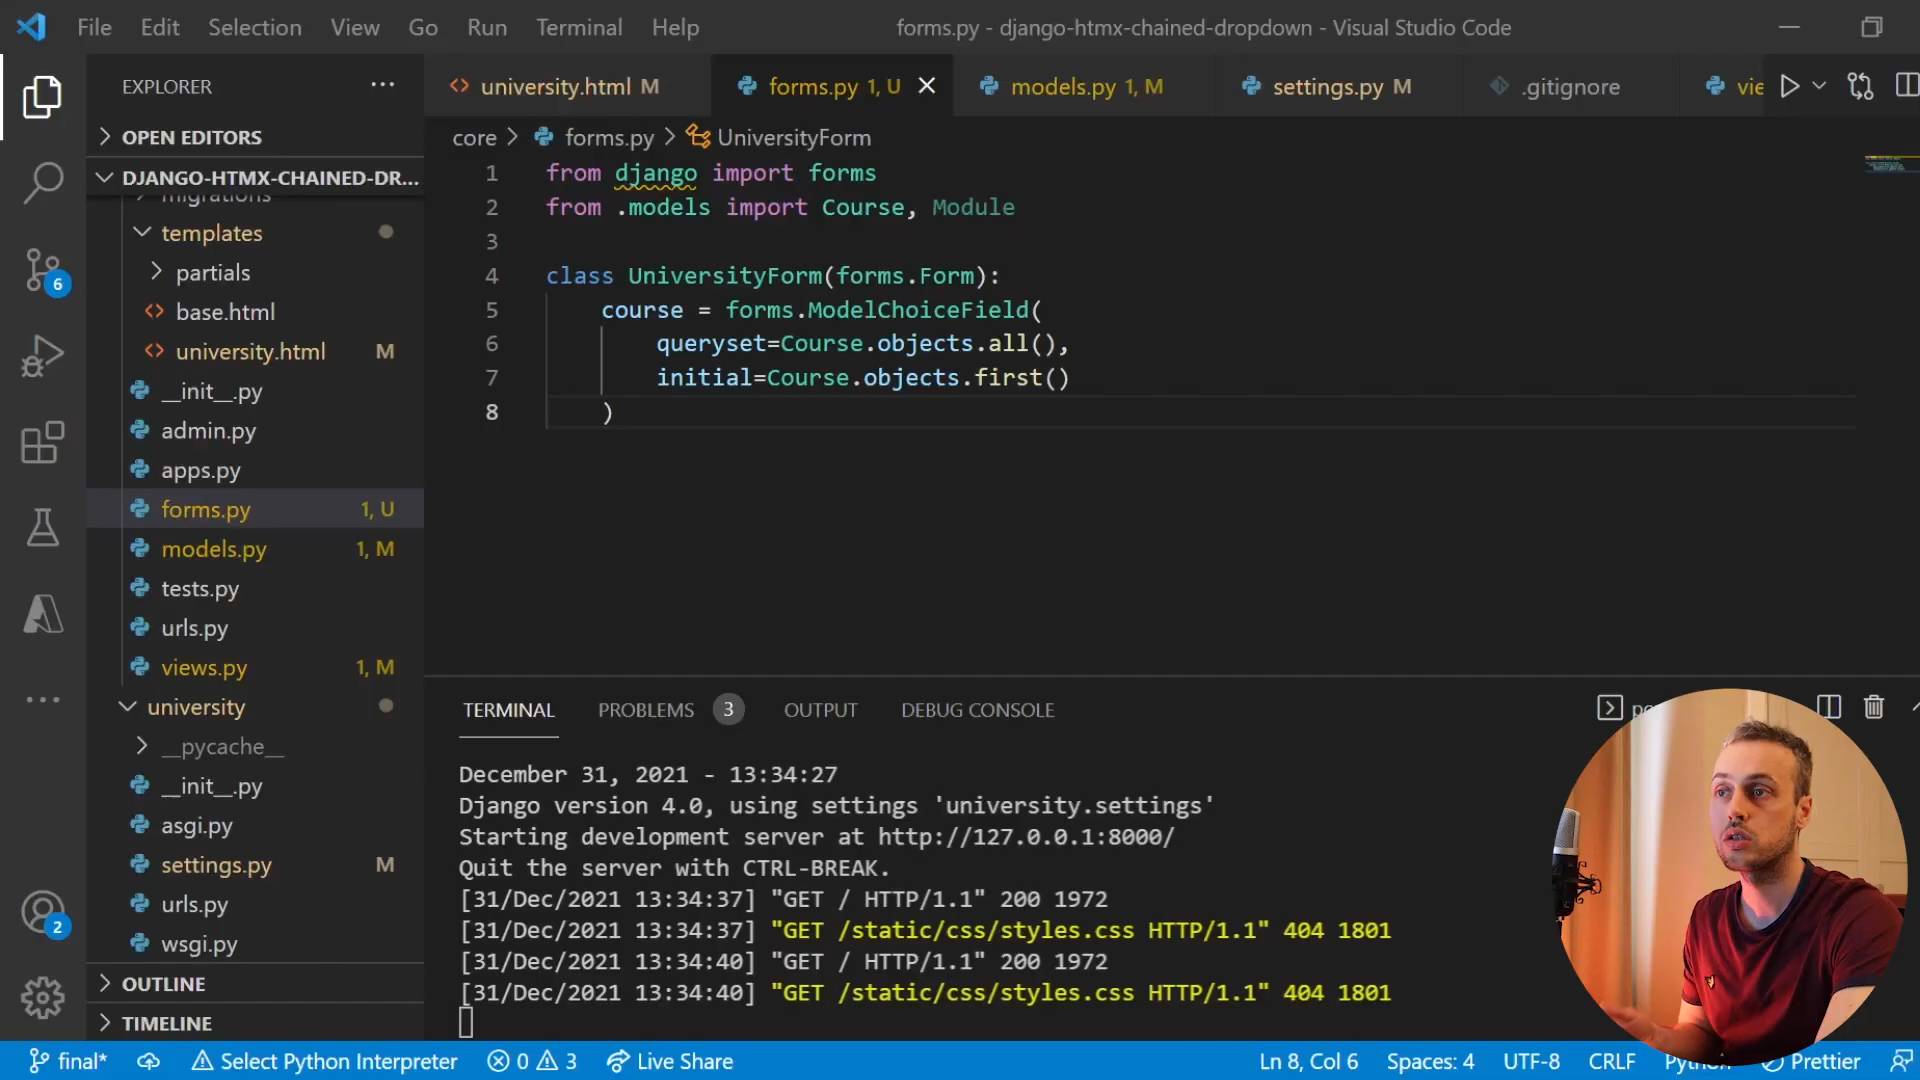 File Edit Selection View Go Run Terminal Help
forms.py - django-htmx-chained-dropdown - Visual Studio Code
EXPLORER
OPEN EDITORS
DJANGO-HTMX-CHAINED-DR...
migrations
templates
partials
base.html
university.html M
__init__.py
admin.py
apps.py
forms.py 1, U
models.py 1, M
tests.py
urls.py
views.py 1, M
university
__pycache__
__init__.py
asgi.py
settings.py M
urls.py
wsgi.py
OUTLINE
TIMELINE
6
2
university.html M forms.py 1, U models.py 1, M settings.py M .gitignore vie
core > forms.py > UniversityForm
1 from django import forms
2 from .models import Course, Module
3
4 class UniversityForm(forms.Form):
5 course = forms.ModelChoiceField(
6 queryset=Course.objects.all(),
7 initial=Course.objects.first()
8 )
TERMINAL PROBLEMS 3 OUTPUT DEBUG CONSOLE
December 31, 2021 - 13:34:27
Django version 4.0, using settings 'university.settings'
Starting development server at http://127.0.0.1:8000/
Quit the server with CTRL-BREAK.
[31/Dec/2021 13:34:37] "GET / HTTP/1.1" 200 1972
[31/Dec/2021 13:34:37] "GET /static/css/styles.css HTTP/1.1" 404 1801
[31/Dec/2021 13:34:40] "GET / HTTP/1.1" 200 1972
[31/Dec/2021 13:34:40] "GET /static/css/styles.css HTTP/1.1" 404 1801
final* Select Python Interpreter 0 3 Live Share Ln 8, Col 6 Spaces: 4 UTF-8 CRLF Python Prettier